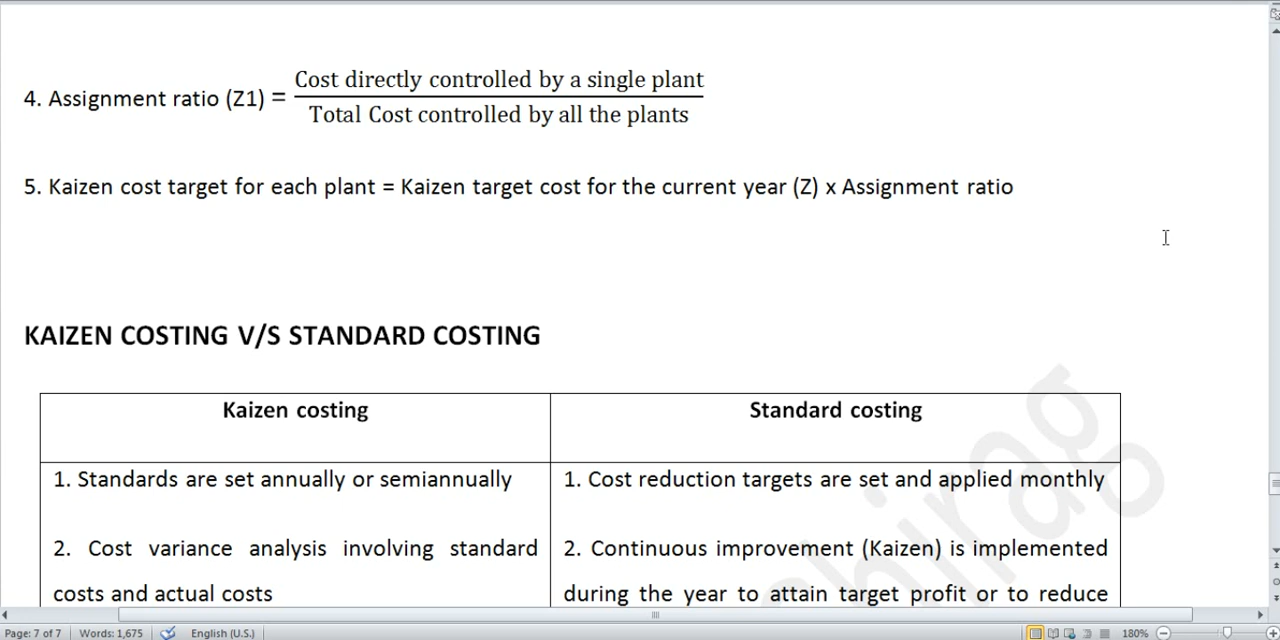 4. Assignment ratio (Z1) = Cost directly controlled by a single plant
Total Cost controlled by all the plants
5. Kaizen cost target for each plant = Kaizen target cost for the current year (Z) x Assignment ratio
KAIZEN COSTING V/S STANDARD COSTING
Kaizen costing
Standard costing
1. Standards are set annually or semiannually
1. Cost reduction targets are set and applied monthly
2. Cost variance analysis involving standard
costs and actual costs
2. Continuous improvement (Kaizen) is implemented
during the year to attain target profit or to reduce
Page: 7 of 7
Words: 1,675
English (U.S.)
180%